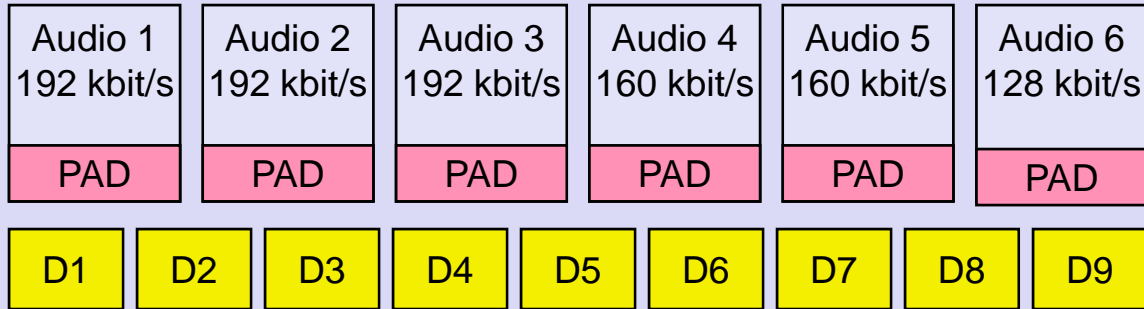 Audio 1
192 kbit/s
PAD
Audio 2
192 kbit/s
PAD
Audio 3
192 kbit/s
PAD
Audio 4
160 kbit/s
PAD
Audio 5
160 kbit/s
PAD
Audio 6
128 kbit/s
PAD
D1
D2
D3
D4
D5
D6
D7
D8
D9